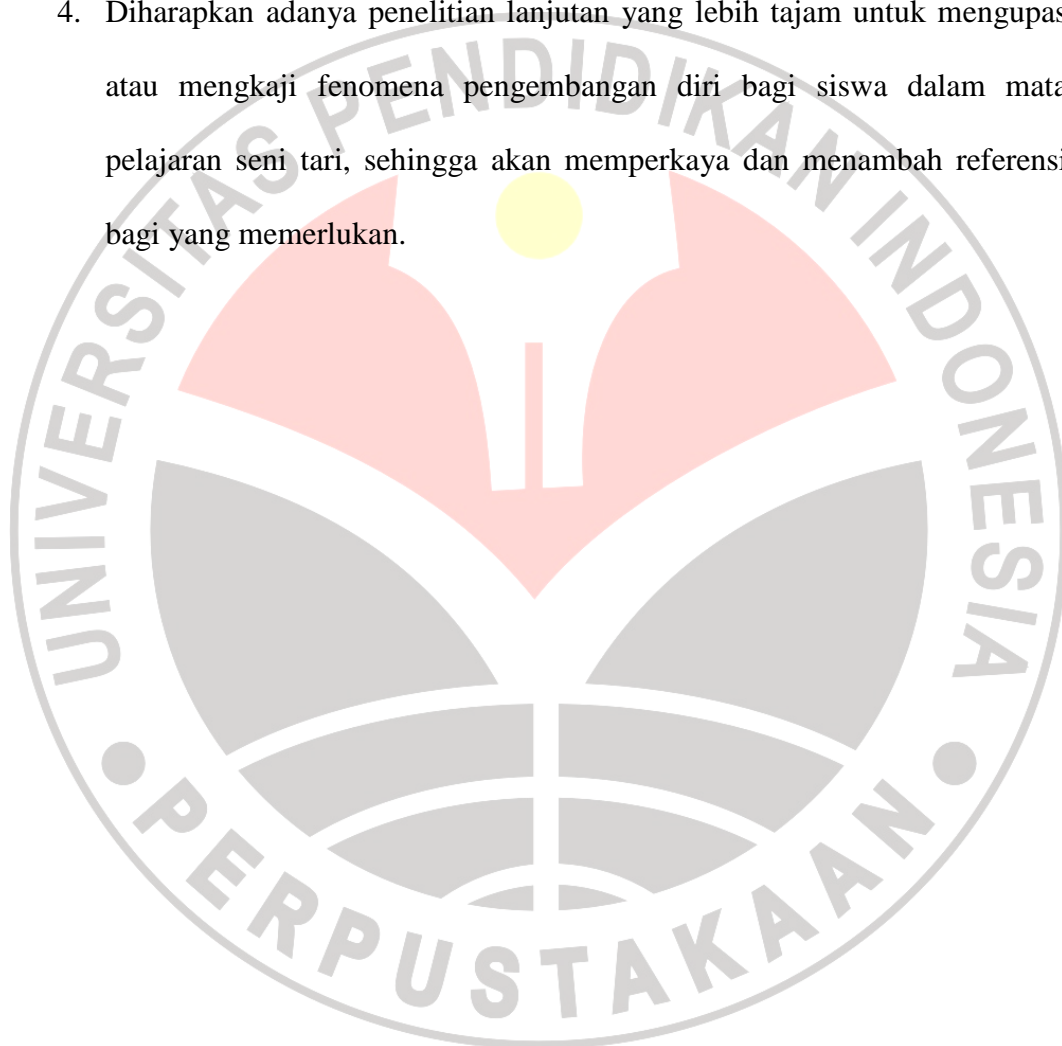 4. Diharapkan adanya penelitian lanjutan yang lebih tajam untuk mengupas
atau mengkaji fenomena pengembangan diri bagi siswa dalam mata
pelajaran seni tari, sehingga akan memperkaya dan menambah referensi
bagi yang memerlukan.
UNIVERSITAS PENDIDIKAN INDONESIA
PERPUSTAKAAN